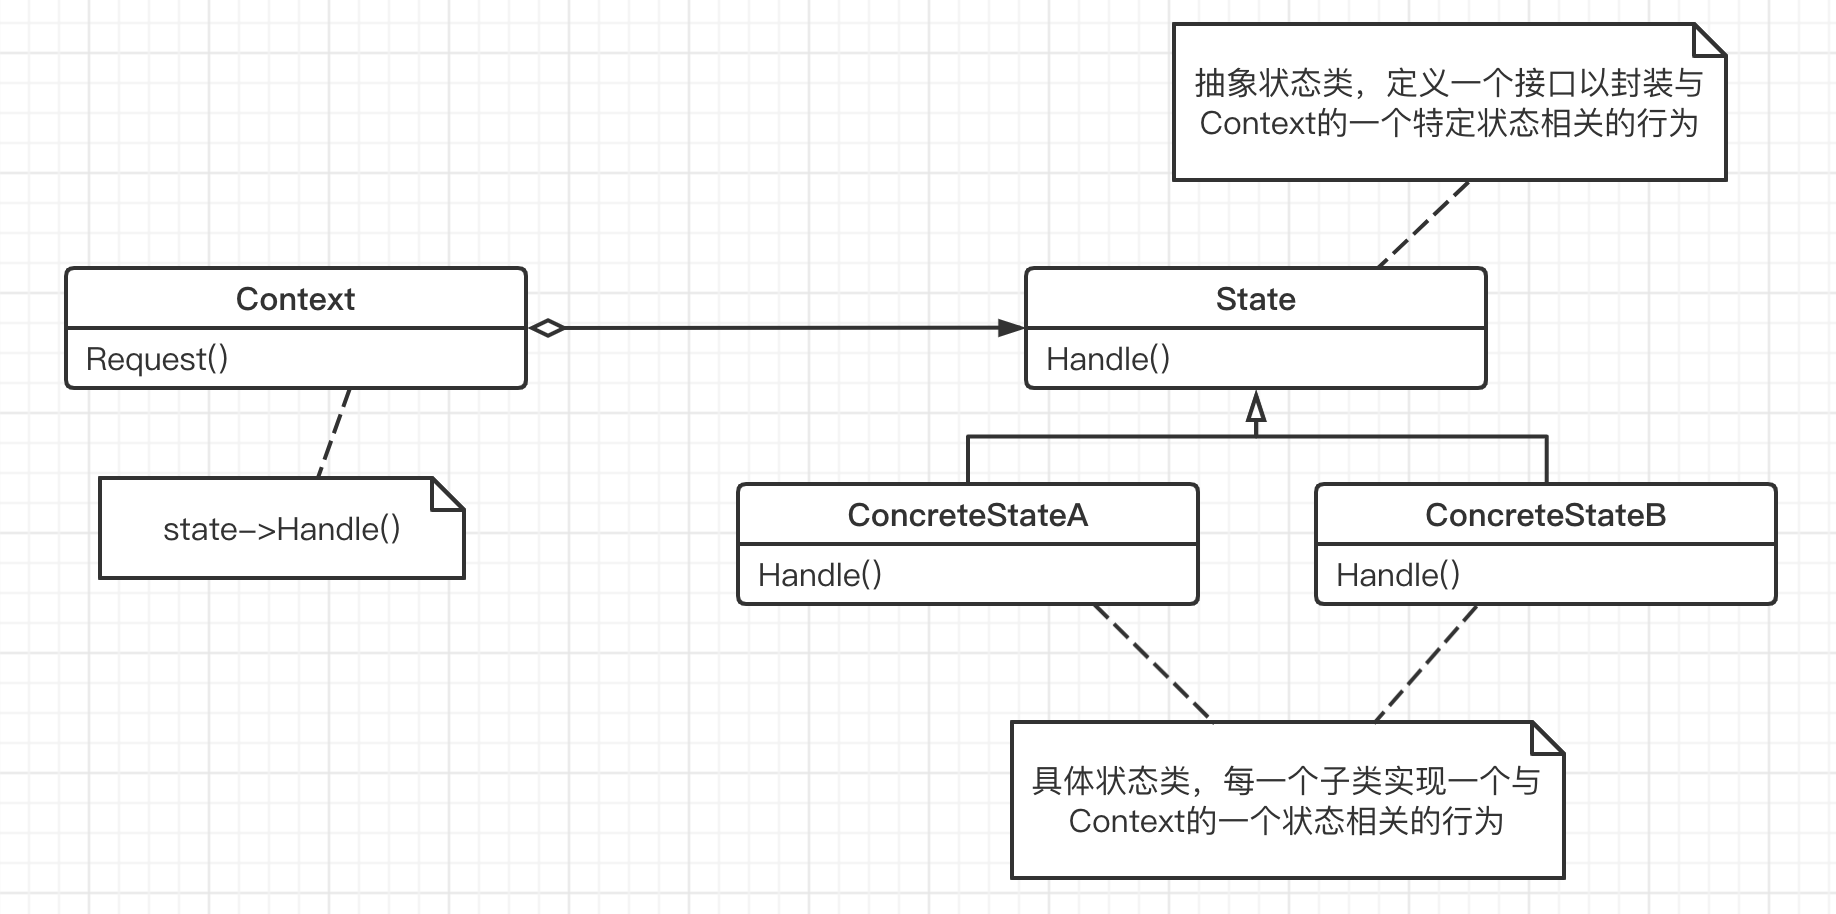 抽象状态类，定义一个接口以封装与
Context的一个特定状态相关的行为
Context
Request()
State
Handle()
state->Handle()
ConcreteStateA
Handle()
ConcreteStateB
Handle()
具体状态类，每一个子类实现一个与
Context的一个状态相关的行为